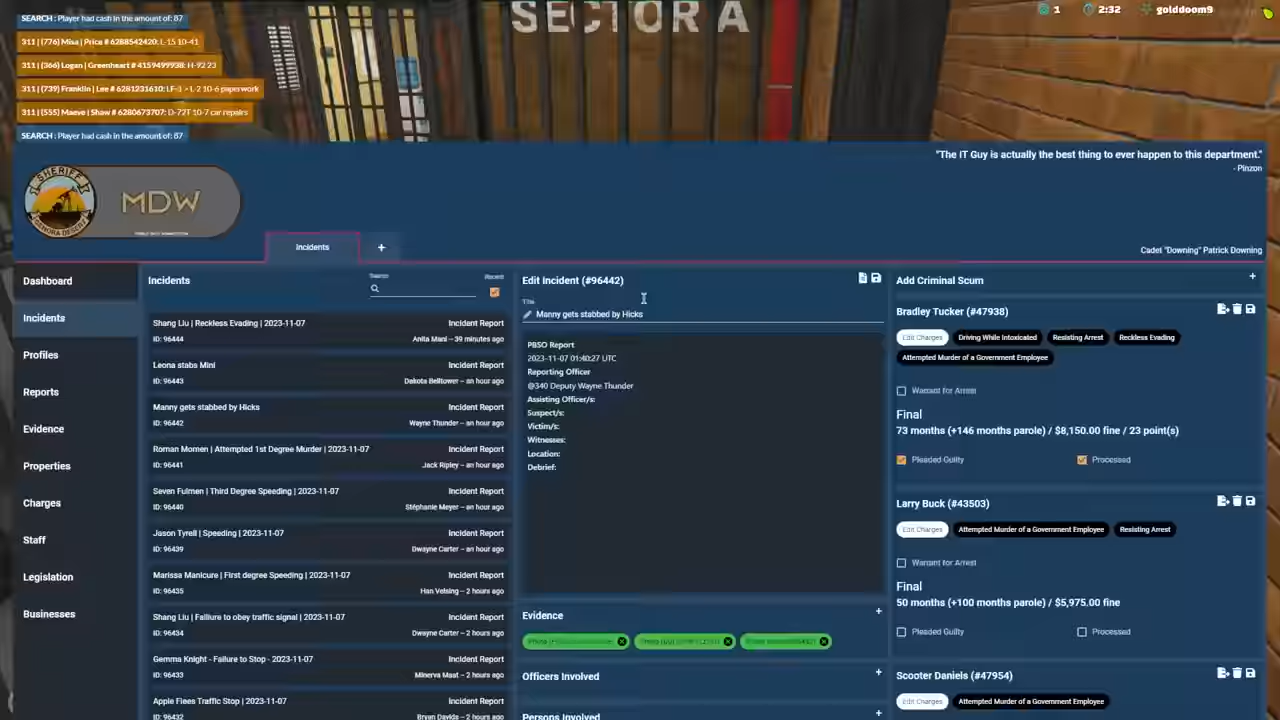 SECTOR A
SEARCH : Player had cash in the amount of: 87
311 | (776) Misa | Price # 6288542420: L-15 10-41
311 | (366) Logan | Greenheart # 4159499938: H-92 23
311 | (739) Franklin | Lee # 6281231610: LF-3 > L-2 10-6 paperwork
311 | (555) Maeve | Shaw # 6280673707: D-72T 10-7 car repairs
SEARCH : Player had cash in the amount of: 87
1 2:32 golddoom9
"The IT Guy is actually the best thing to ever happen to this department."
- Pinzon
SHERIFF
SENORA DESERT
MDW
Incidents +
Cadet "Downing" Patrick Downing
Dashboard
Incidents
Profiles
Reports
Evidence
Properties
Charges
Staff
Legislation
Businesses
Incidents
Search
Recent
Shang Liu | Reckless Evading | 2023-11-07 Incident Report
ID: 96444 Anita Mani – 39 minutes ago
Leona stabs Mini Incident Report
ID: 96443 Dakota Belltower – an hour ago
Manny gets stabbed by Hicks Incident Report
ID: 96442 Wayne Thunder – an hour ago
Roman Momen | Attempted 1st Degree Murder | 2023-11-07 Incident Report
ID: 96441 Jack Ripley – an hour ago
Seven Fulmen | Third Degree Speeding | 2023-11-07 Incident Report
ID: 96440 Stéphanie Meyer – an hour ago
Jason Tyrell | Speeding | 2023-11-07 Incident Report
ID: 96439 Dwayne Carter – an hour ago
Marissa Manicure | First degree Speeding | 2023-11-07 Incident Report
ID: 96435 Han Velsing – 2 hours ago
Shang Liu | Failiure to obey traffic signal | 2023-11-07 Incident Report
ID: 96434 Dwayne Carter – 2 hours ago
Gemma Knight - Failure to Stop - 2023-11-07 Incident Report
ID: 96433 Minerva Mast – 2 hours ago
Apple Flees Traffic Stop | 2023-11-07 Incident Report
ID: 96432 Bryan Davids – 2 hours ago
Edit Incident (#96442)
Title
Manny gets stabbed by Hicks
PBSO Report
2023-11-07 01:40:27 UTC
Reporting Officer
@340 Deputy Wayne Thunder
Assisting Officer/s:
Suspect/s:
Victim/s:
Witnesses:
Location:
Debrief:
Evidence +
Officers Involved +
Persons Involved +
Add Criminal Scum +
Bradley Tucker (#47938)
Edit Charges Driving While Intoxicated Resisting Arrest Reckless Evading
Attempted Murder of a Government Employee
Warrant for Arrest
Final
73 months (+146 months parole) / $8,150.00 fine / 23 point(s)
Pleaded Guilty Processed
Larry Buck (#43503)
Edit Charges Attempted Murder of a Government Employee Resisting Arrest
Warrant for Arrest
Final
50 months (+100 months parole) / $5,975.00 fine
Pleaded Guilty Processed
Scooter Daniels (#47954)
Edit Charges Attempted Murder of a Government Employee